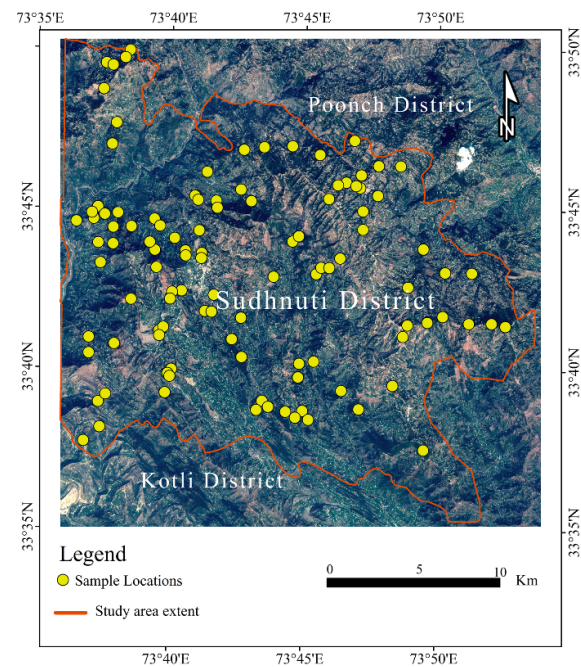 73°35'E 73°40'E 73°45'E 73°50'E
33°50'N
Poonch District
N
33°45'N 33°45'N
Sudhnuti District
33°40'N 33°40'N
Kotli District
33°35'N 33°35'N
Legend
Sample Locations
Study area extent
0 5 10
Km
73°40'E 73°45'E 73°50'E